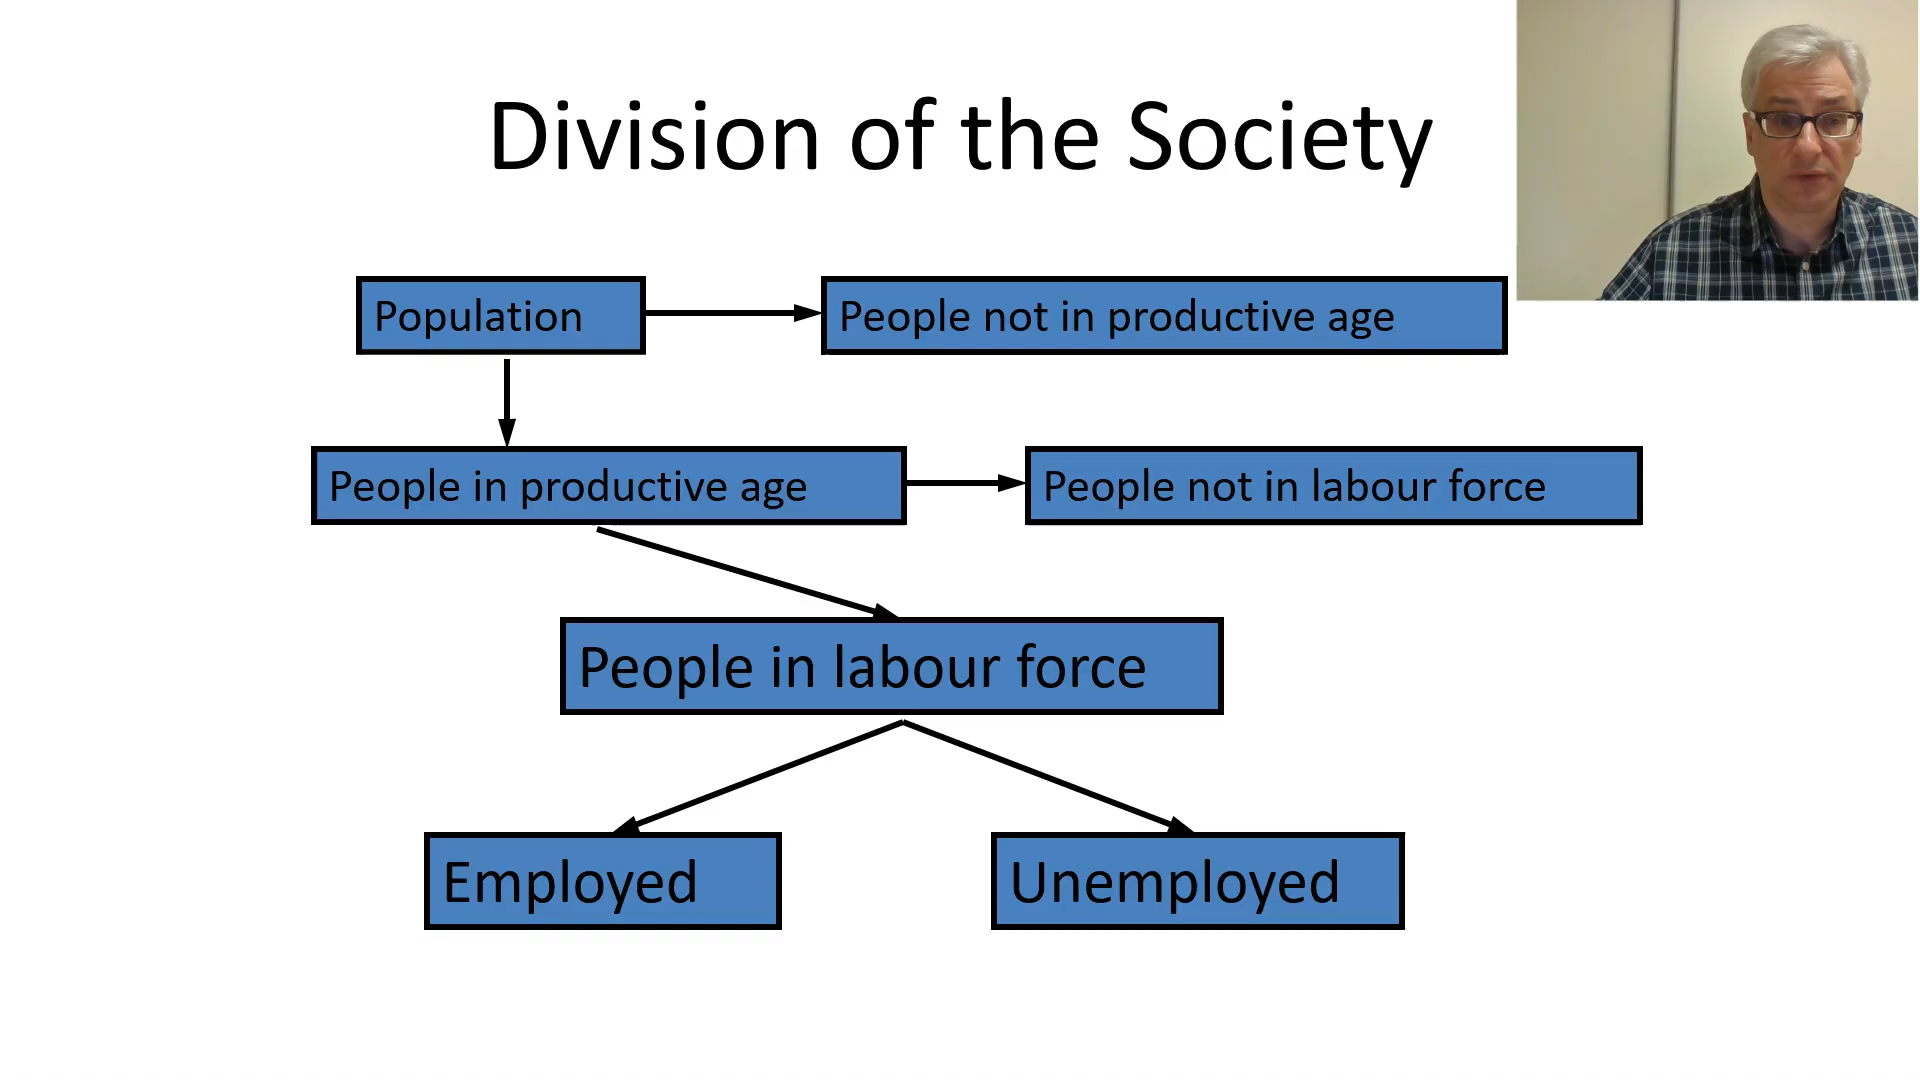 Division of the Society
Population
People not in productive age
People in productive age
People not in labour force
People in labour force
Employed
Unemployed